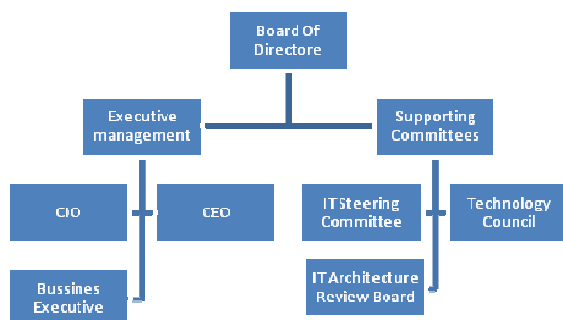 Board Of
Directore
Executive
management
Supporting
Committees
CIO
CEO
ITSteering
Committee
Technology
Council
Bussines
Executive
ITArchitecture
Review Board